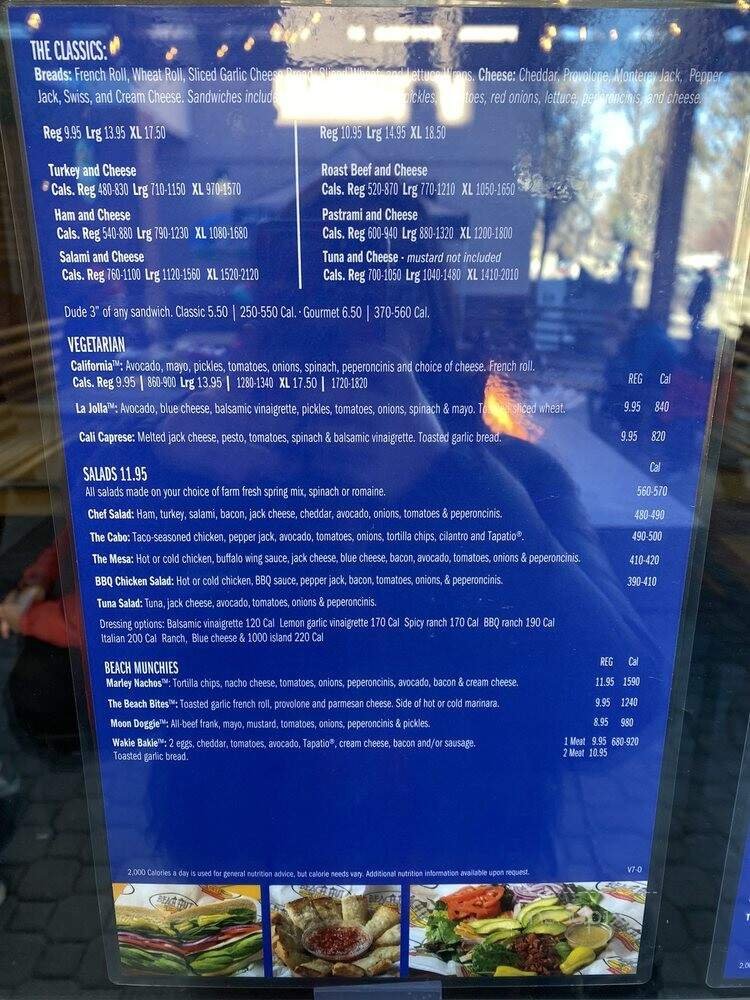 THE CLASSICS:
Breads: French Roll, Wheat Roll, Sliced Garlic Cheese Bread, Sliced Wheat, and Lettuce Wraps. Cheese: Cheddar, Provolone, Monterey Jack, Pepper
Jack, Swiss, and Cream Cheese. Sandwiches include pickles, tomatoes, red onions, lettuce, peperoncinis, and cheese.
Reg 9.95 Lrg 13.95 XL 17.50
Turkey and Cheese
Cals. Reg 480-830 Lrg 710-1150 XL 970-1570
Ham and Cheese
Cals. Reg 540-880 Lrg 790-1230 XL 1080-1680
Salami and Cheese
Cals. Reg 760-1100 Lrg 1120-1560 XL 1520-2120
Reg 10.95 Lrg 14.95 XL 18.50
Roast Beef and Cheese
Cals. Reg 520-870 Lrg 770-1210 XL 1050-1650
Pastrami and Cheese
Cals. Reg 600-940 Lrg 880-1320 XL 1200-1800
Tuna and Cheese - mustard not included
Cals. Reg 700-1050 Lrg 1040-1480 XL 1410-2010
Dude 3" of any sandwich. Classic 5.50 | 250-550 Cal. · Gourmet 6.50 | 370-560 Cal.
VEGETARIAN
California™: Avocado, mayo, pickles, tomatoes, onions, spinach, peperoncinis and choice of cheese. French roll.
Cals. Reg 9.95 | 860-900 Lrg 13.95 | 1280-1340 XL 17.50 | 1720-1820
REG Cal
La Jolla™: Avocado, blue cheese, balsamic vinaigrette, pickles, tomatoes, onions, spinach & mayo. Toasted sliced wheat. 9.95 840
Cali Caprese: Melted jack cheese, pesto, tomatoes, spinach & balsamic vinaigrette. Toasted garlic bread. 9.95 820
SALADS 11.95 Cal
All salads made on your choice of farm fresh spring mix, spinach or romaine. 560-570
Chef Salad: Ham, turkey, salami, bacon, jack cheese, cheddar, avocado, onions, tomatoes & peperoncinis. 480-490
The Cabo: Taco-seasoned chicken, pepper jack, avocado, tomatoes, onions, tortilla chips, cilantro and Tapatio®. 490-500
The Mesa: Hot or cold chicken, buffalo wing sauce, jack cheese, blue cheese, bacon, avocado, tomatoes, onions & peperoncinis. 410-420
BBQ Chicken Salad: Hot or cold chicken, BBQ sauce, pepper jack, bacon, tomatoes, onions, & peperoncinis. 390-410
Tuna Salad: Tuna, jack cheese, avocado, tomatoes, onions & peperoncinis.
Dressing options: Balsamic vinaigrette 120 Cal Lemon garlic vinaigrette 170 Cal Spicy ranch 170 Cal BBQ ranch 190 Cal
Italian 200 Cal Ranch, Blue cheese & 1000 island 220 Cal
BEACH MUNCHIES REG Cal
Marley Nachos™: Tortilla chips, nacho cheese, tomatoes, onions, peperoncinis, avocado, bacon & cream cheese. 11.95 1590
The Beach Bites™: Toasted garlic french roll, provolone and parmesan cheese. Side of hot or cold marinara. 9.95 1240
Moon Doggie™: All-beef frank, mayo, mustard, tomatoes, onions, peperoncinis & pickles. 8.95 980
Wakie Bakie™: 2 eggs, cheddar, tomatoes, avocado, Tapatio®, cream cheese, bacon and/or sausage. 1 Meat 9.95 680-920
Toasted garlic bread. 2 Meat 10.95
2,000 Calories a day is used for general nutrition advice, but calorie needs vary. Additional nutrition information available upon request. V7-O
BEACH HUT